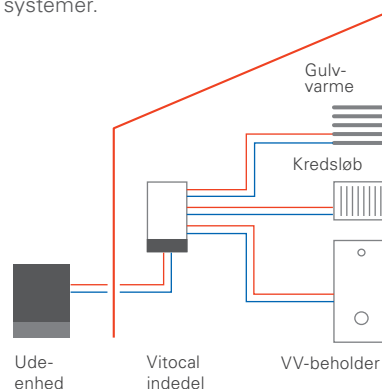 systemer.
Gulv-
varme
Kredsløb
Ude-
enhed
Vitocal
indedel
VV-beholder